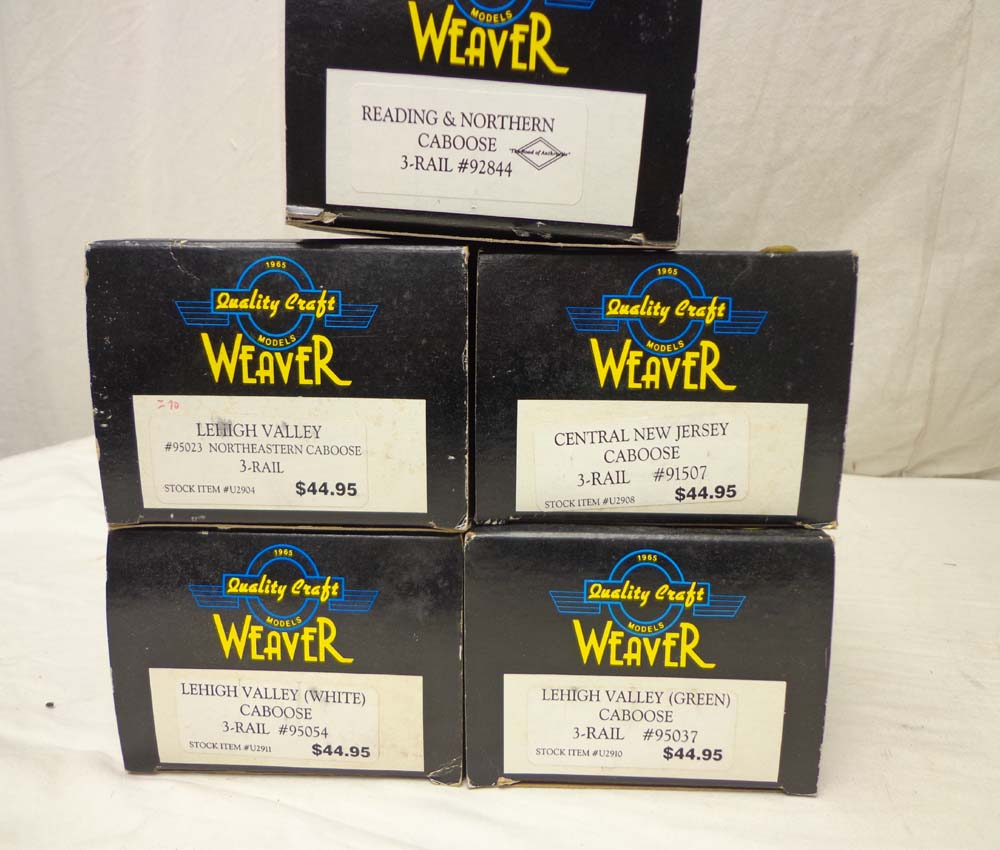 MODELS
WEAVER
READING & NORTHERN
CABOOSE
3-RAIL #92844
1965
Quality Craft
MODELS
WEAVER
LEHIGH VALLEY
#95023 NORTHEASTERN CABOOSE
3-RAIL
STOCK ITEM #U2904 $44.95
1965
Quality Craft
MODELS
WEAVER
CENTRAL NEW JERSEY
CABOOSE
3-RAIL #91507
STOCK ITEM #U2908 $44.95
1965
Quality Craft
MODELS
WEAVER
LEHIGH VALLEY (WHITE)
CABOOSE
3-RAIL #95054
STOCK ITEM #U2911 $44.95
1965
Quality Craft
MODELS
WEAVER
LEHIGH VALLEY (GREEN)
CABOOSE
3-RAIL #95037
STOCK ITEM #U2910 $44.95